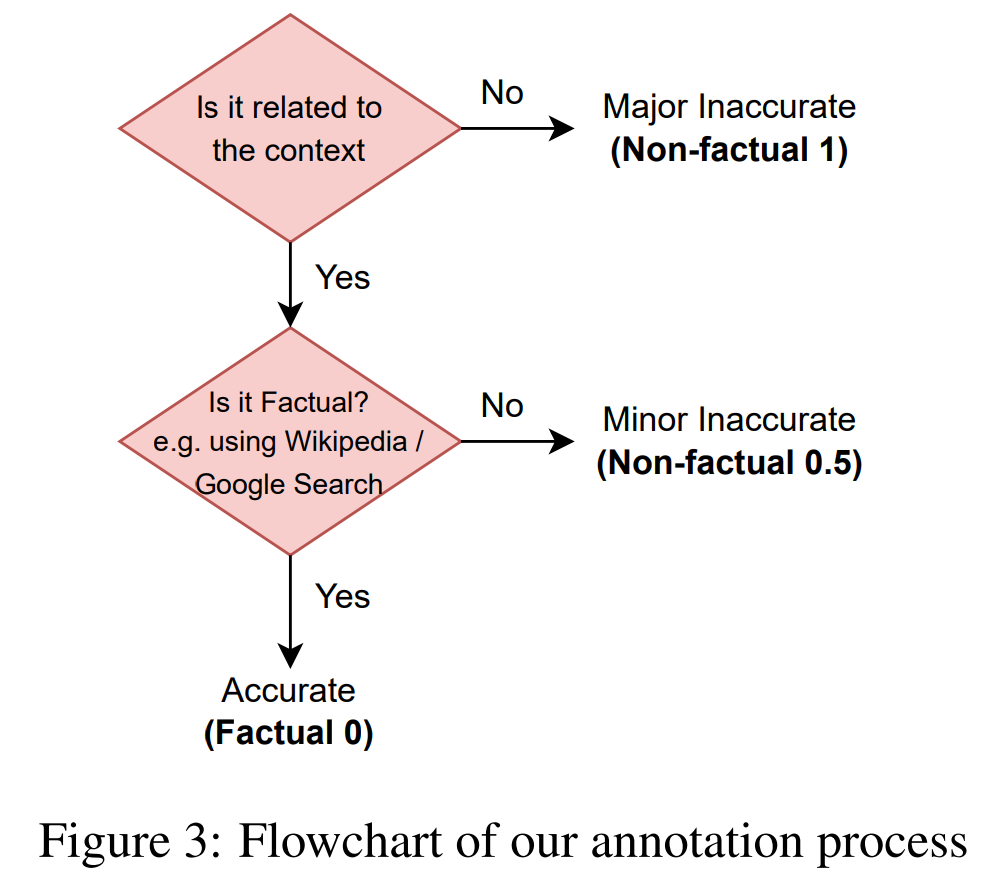 Is it related to
the context
No
Major Inaccurate
(Non-factual 1)
Yes
Is it Factual?
e.g. using Wikipedia /
Google Search
No
Minor Inaccurate
(Non-factual 0.5)
Yes
Accurate
(Factual 0)
Figure 3: Flowchart of our annotation process